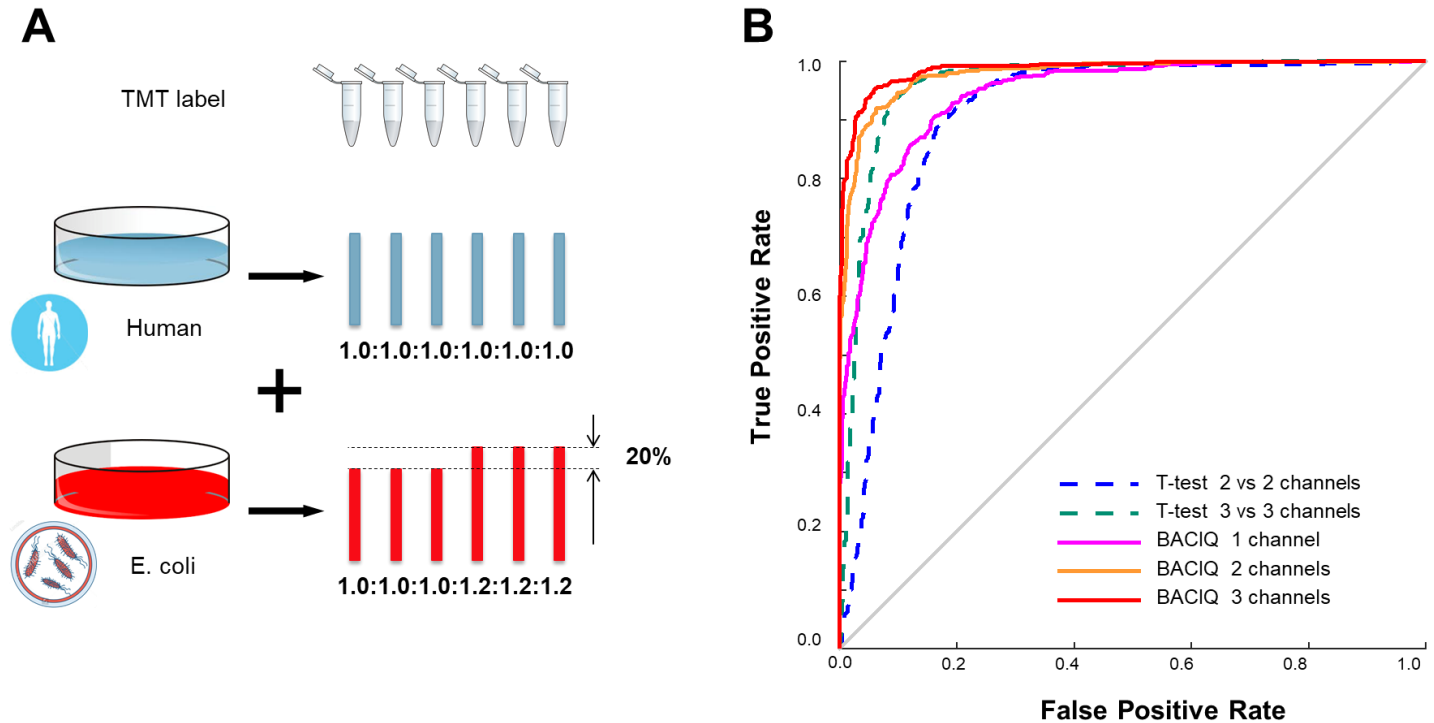 A
TMT label
Human
1.0:1.0:1.0:1.0:1.0:1.0
+
20%
E. coli
1.0:1.0:1.0:1.2:1.2:1.2
B
True Positive Rate
1.0
0.8
0.6
0.4
0.2
0.0
T-test 2 vs 2 channels
T-test 3 vs 3 channels
BACIQ 1 channel
BACIQ 2 channels
BACIQ 3 channels
0.0 0.2 0.4 0.6 0.8 1.0
False Positive Rate